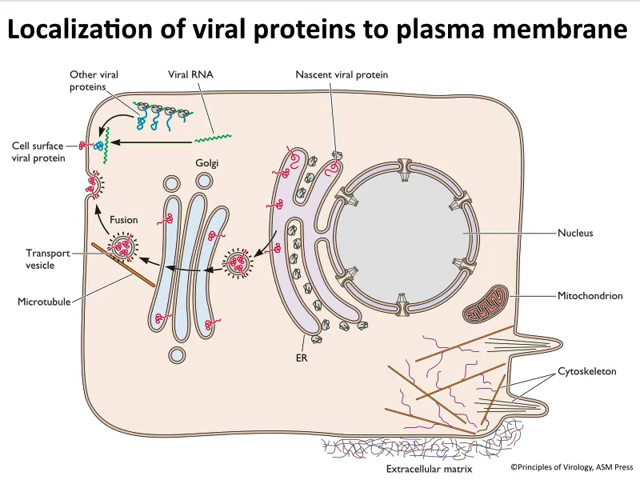 Localization of viral proteins to plasma membrane
Other viral
proteins
Viral RNA
Nascent viral protein
Cell surface
viral protein
Golgi
Fusion
Nucleus
Transport
vesicle
Microtubule
Mitochondrion
ER
Cytoskeleton
Extracellular matrix
©Principles of Virology, ASM Press